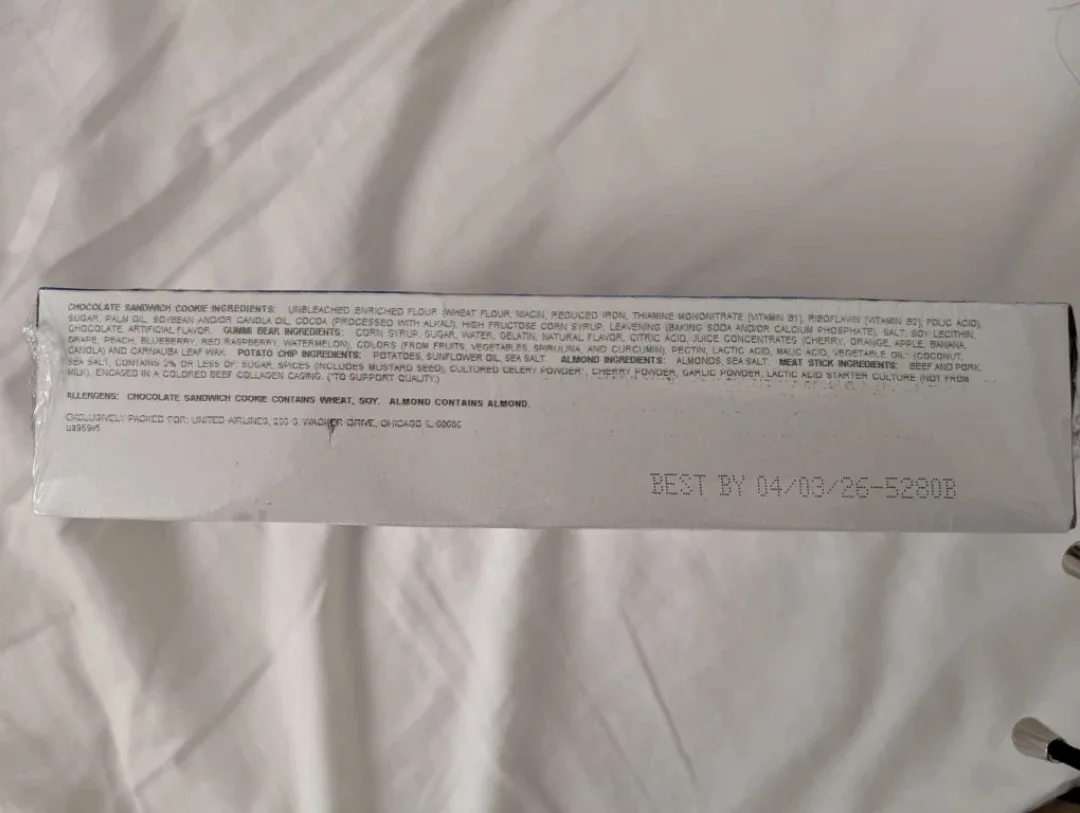 CHOCOLATE SANDWICH COOKIE INGREDIENTS: UNBLEACHED ENRICHED FLOUR (WHEAT FLOUR, NIACIN, REDUCED IRON, THIAMINE MONONITRATE [VITAMIN B1], RIBOFLAVIN [VITAMIN B2], FOLIC ACID),
SUGAR, PALM OIL, SOYBEAN AND/OR CANOLA OIL, COCOA (PROCESSED WITH ALKALI), HIGH FRUCTOSE CORN SYRUP, LEAVENING (BAKING SODA AND/OR CALCIUM PHOSPHATE), SALT, SOY LECITHIN,
CHOCOLATE, ARTIFICIAL FLAVOR. GUMMI BEAR INGREDIENTS: CORN SYRUP, SUGAR, WATER, GELATIN, NATURAL FLAVOR, CITRIC ACID, JUICE CONCENTRATES (CHERRY, ORANGE, APPLE, BANANA,
GRAPE, PEACH, BLUEBERRY, RED RASPBERRY, WATERMELON), COLORS (FROM FRUITS, VEGETABLES, SPIRULINA, AND CURCUMIN), PECTIN, LACTIC ACID, MALIC ACID, VEGETABLE OIL (COCONUT,
CANOLA) AND CARNAUBA LEAF WAX. POTATO CHIP INGREDIENTS: POTATOES, SUNFLOWER OIL, SEA SALT. ALMOND INGREDIENTS: ALMONDS, SEA SALT. MEAT STICK INGREDIENTS: BEEF AND PORK,
SEA SALT, CONTAINS 2% OR LESS OF: SUGAR, SPICES (INCLUDES MUSTARD SEED), CULTURED CELERY POWDER*, CHERRY POWDER, GARLIC POWDER, LACTIC ACID STARTER CULTURE (NOT FROM
MILK), ENCASED IN A COLORED BEEF COLLAGEN CASING. (*TO SUPPORT QUALITY.)
ALLERGENS: CHOCOLATE SANDWICH COOKIE CONTAINS WHEAT, SOY. ALMOND CONTAINS ALMOND.
EXCLUSIVELY PACKED FOR: UNITED AIRLINES, 233 S. WACKER DRIVE, CHICAGO IL 60606
BEST BY 04/03/26-5280B